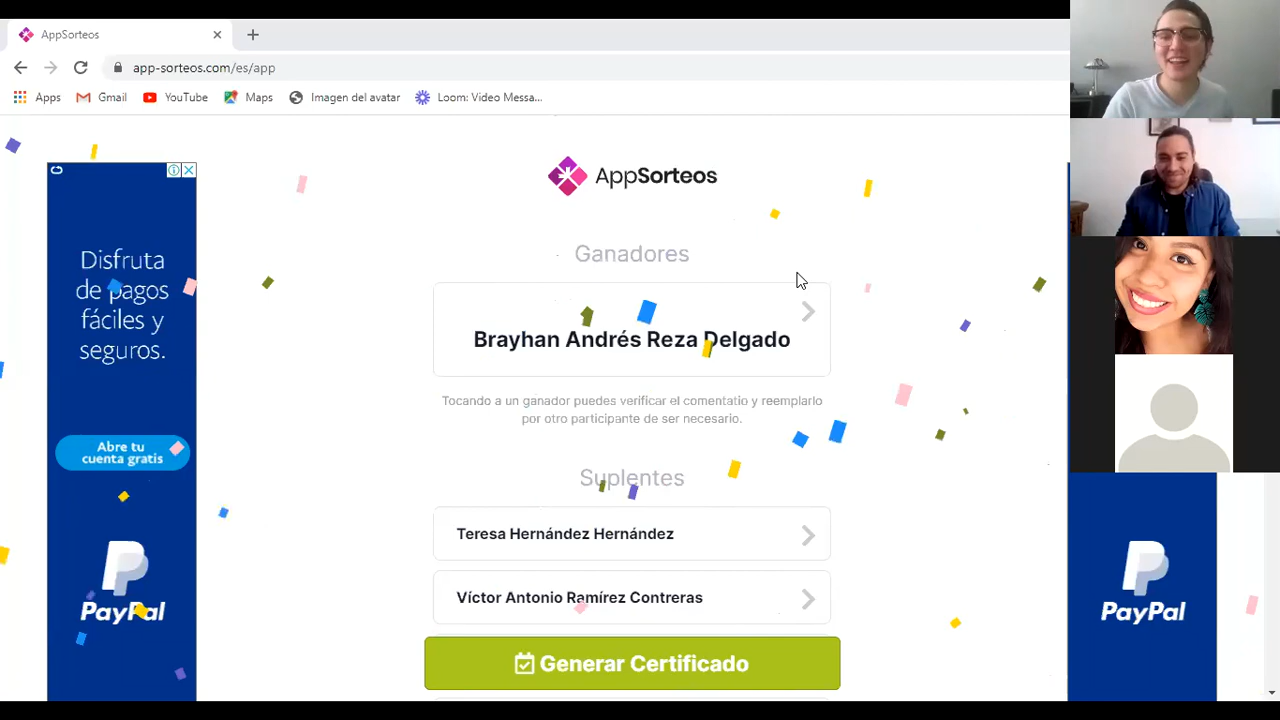 AppSorteos
app-sorteos.com/es/app
Apps
Gmail
YouTube
Maps
Imagen del avatar
Loom: Video Messa...
Disfruta
de pagos
fáciles y
seguros.
Abre tu
cuenta gratis
PayPal
AppSorteos
Ganadores
Brayhan Andrés Reza Delgado
Tocando a un ganador puedes verificar el comentatio y reemplarlo
por otro participante de ser necesario.
Suplentes
Teresa Hernández Hernández
Víctor Antonio Ramírez Contreras
Generar Certificado
PayPal